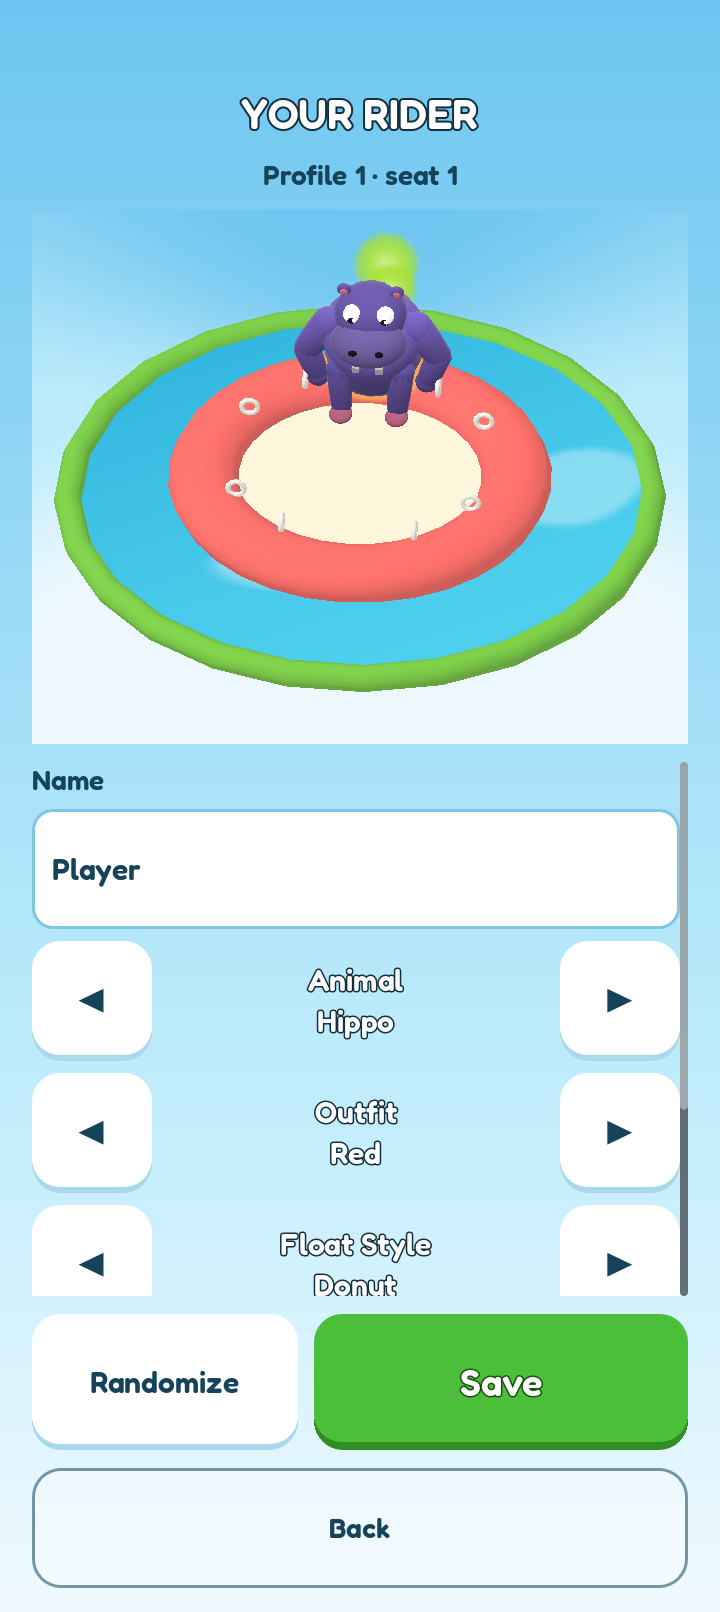 YOUR RIDER
Profile 1 · seat 1
Name
Player
◀ Animal ▶
Hippo
◀ Outfit ▶
Red
◀ Float Style ▶
Donut
Randomize
Save
Back